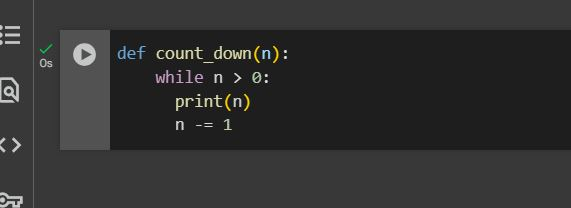 def count_down(n):
    while n > 0:
      print(n)
      n -= 1
0s